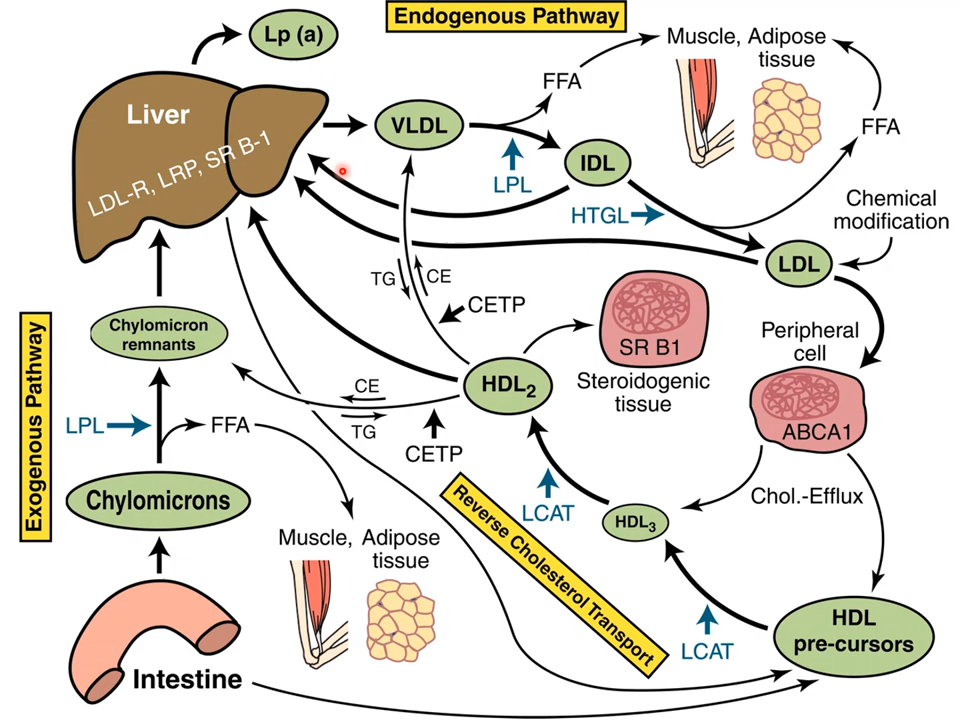 Endogenous Pathway
Lp (a)
Muscle, Adipose
tissue
FFA
Liver
VLDL
LDL-R, LRP, SR B-1
IDL
LPL
FFA
HTGL
Chemical
modification
LDL
TG
CE
CETP
Chylomicron
remnants
SR B1
Peripheral
cell
Steroidogenic
tissue
HDL₂
CE
TG
CETP
ABCA1
Exogenous Pathway
LPL
FFA
Chylomicrons
Reverse Cholesterol Transport
LCAT
HDL₃
Chol.-Efflux
Muscle, Adipose
tissue
LCAT
HDL
pre-cursors
Intestine